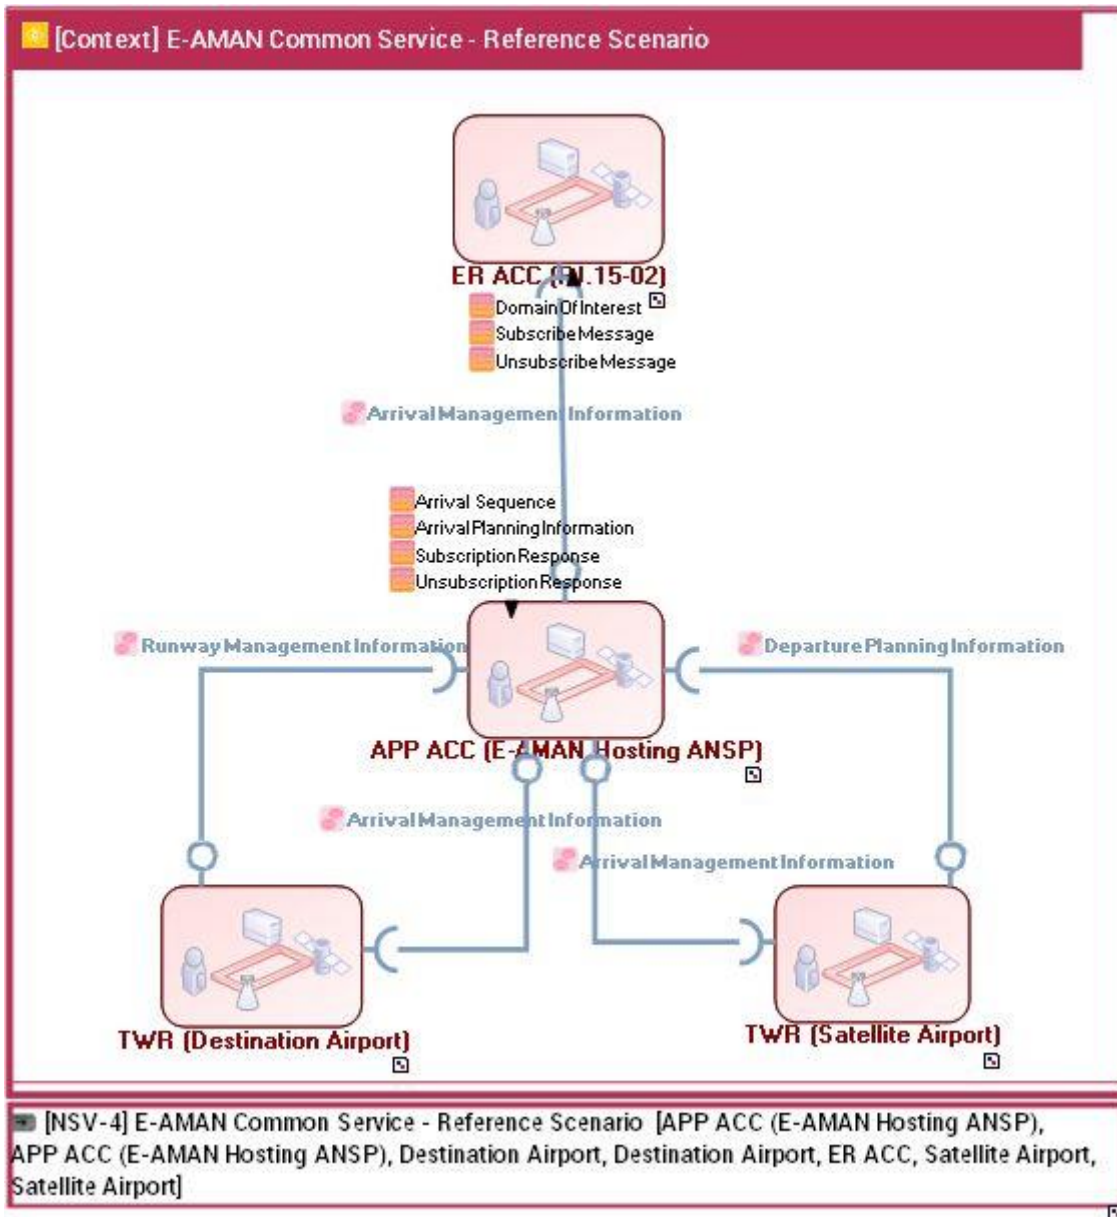 [Context] E-AMAN Common Service - Reference Scenario
ER ACC 15-02)
DomainOfInterest
SubscribeMessage
UnsubscribeMessage
ArrivalManagementInformation
Arrival Sequence
ArrivalPlanningInformation
SubscriptionResponse
UnsubscriptionResponse
RunwayManagementInformation
DeparturePlanningInformation
APP ACC (E-AMAN Hosting ANSP)
ArrivalManagementInformation
ArrivalManagementInformation
TWR (Destination Airport)
TWR (Satellite Airport)
[NSV-4] E-AMAN Common Service - Reference Scenario [APP ACC (E-AMAN Hosting ANSP),
APP ACC (E-AMAN Hosting ANSP), Destination Airport, Destination Airport, ER ACC, Satellite Airport,
Satellite Airport]